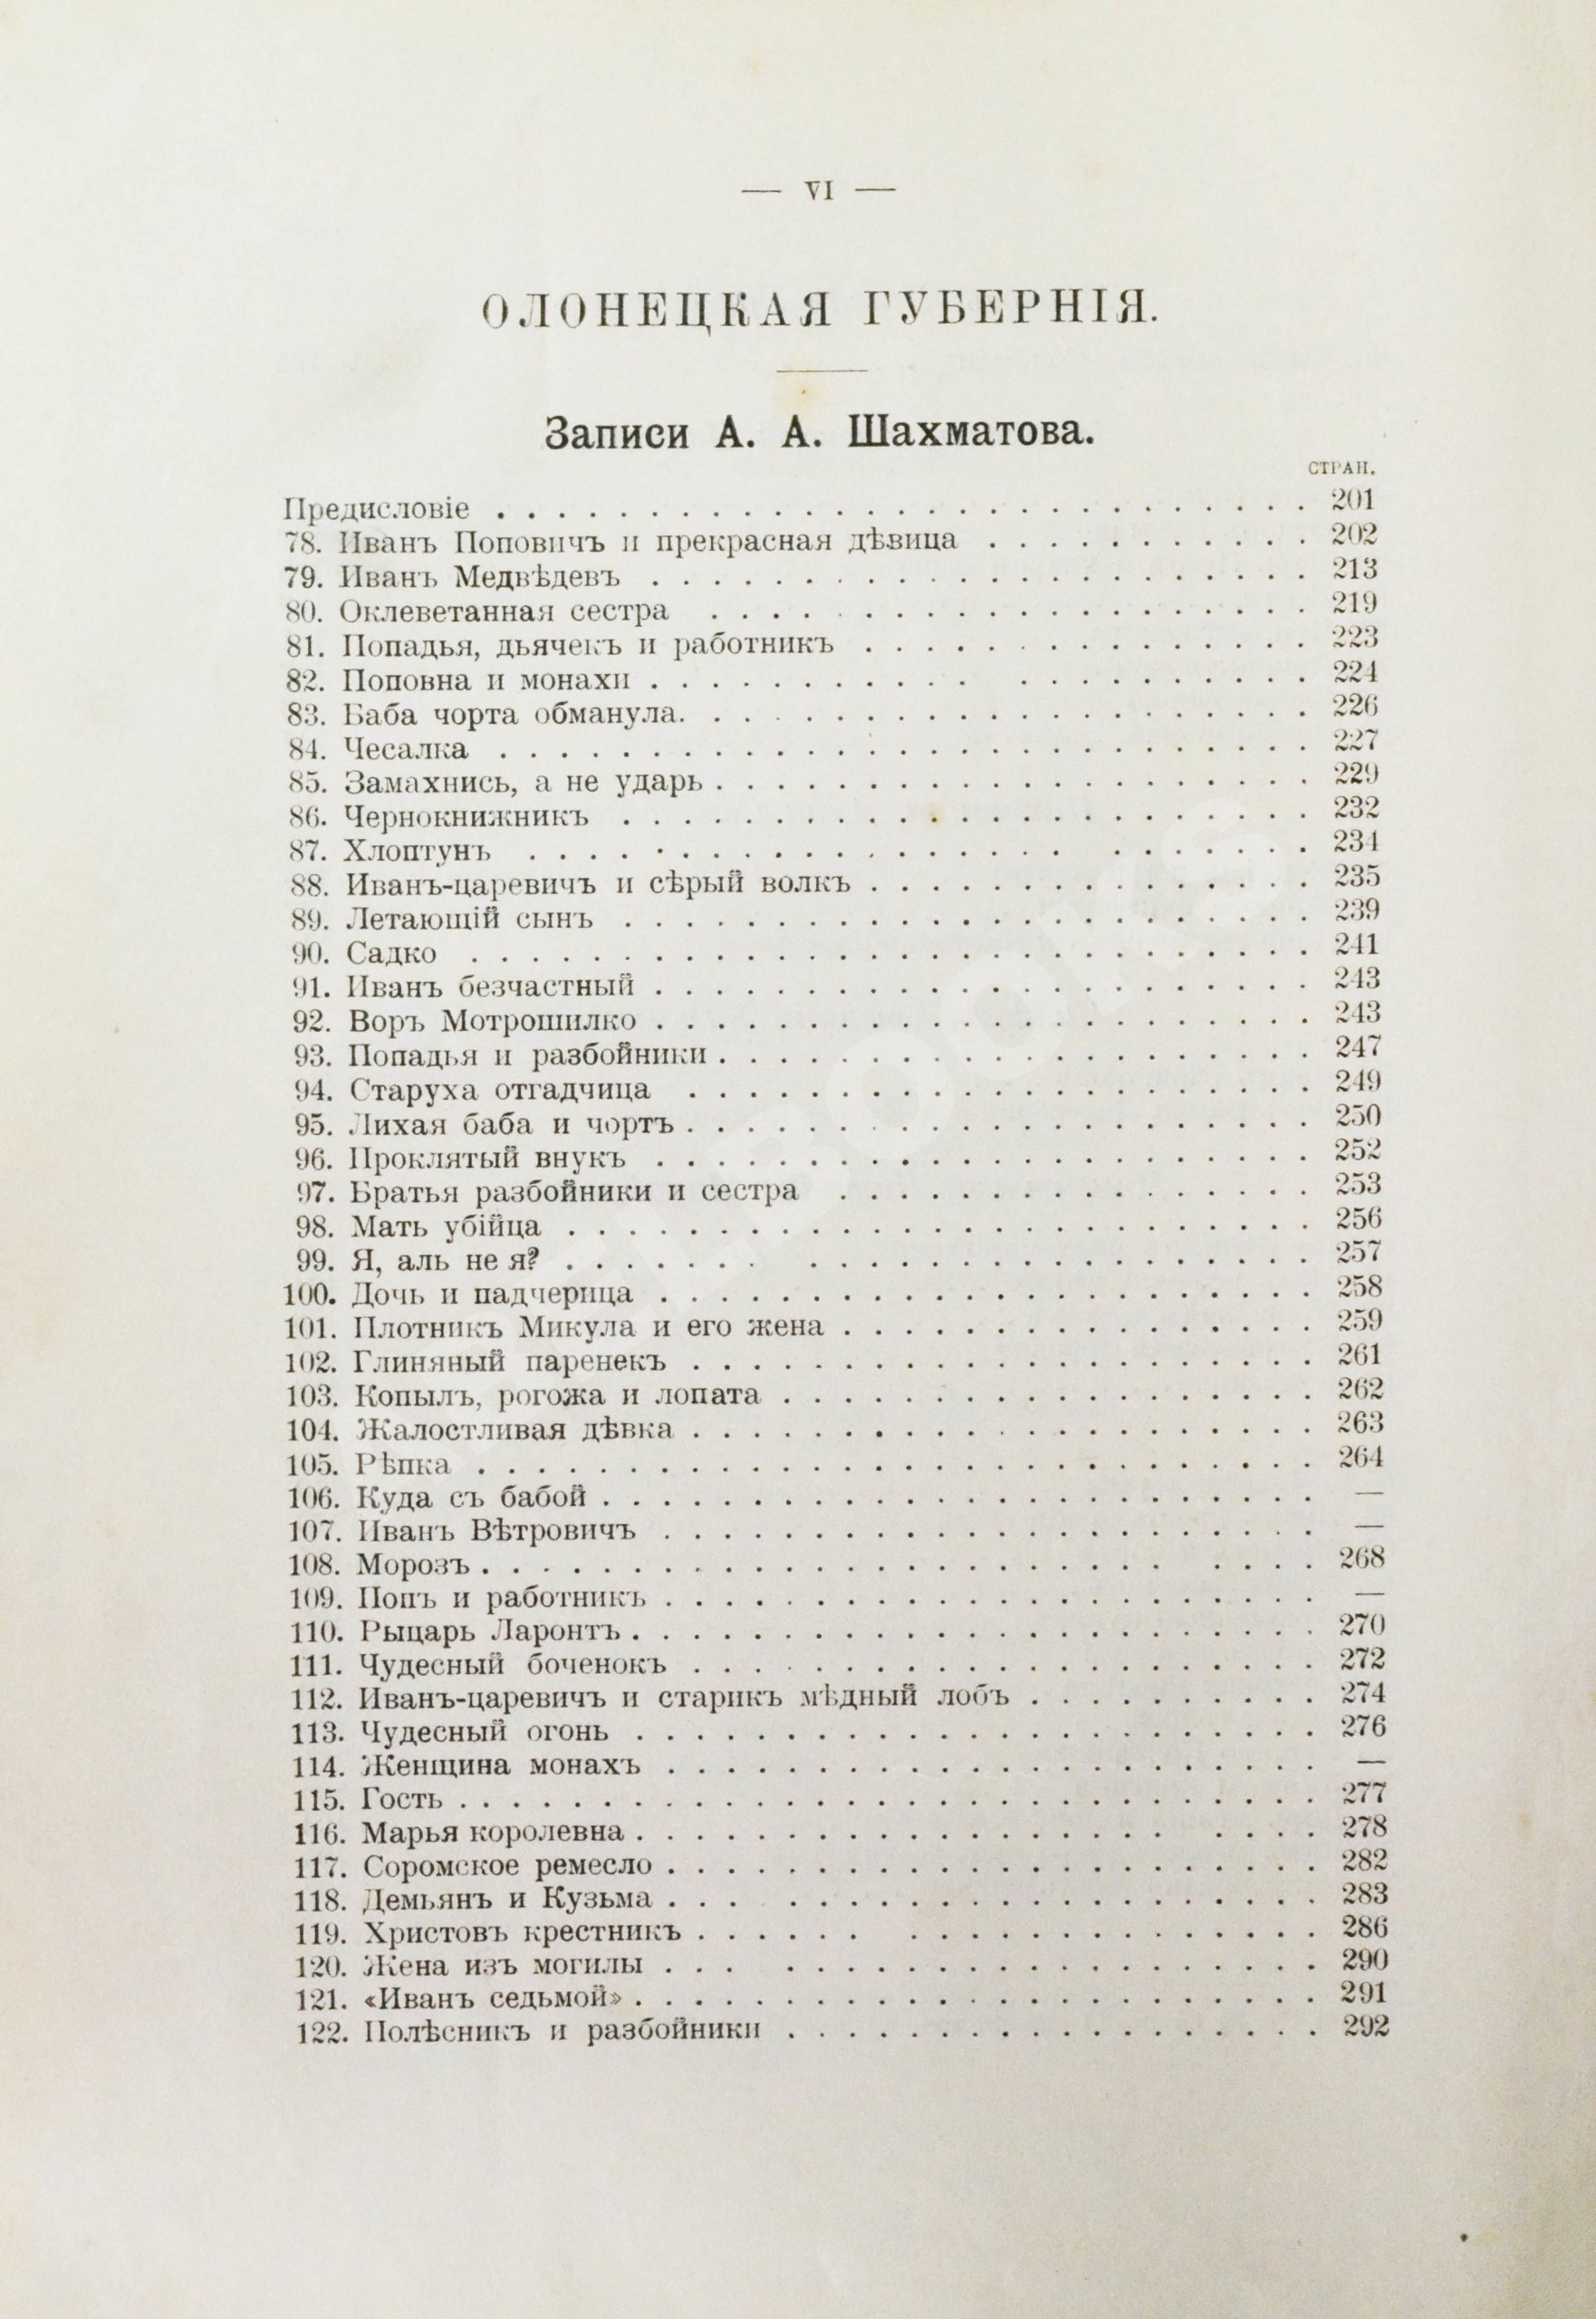 — VI —
ОЛОНЕЦКАЯ ГУБЕРНІЯ.
Записи А. А. Шахматова.
СТРАН.
Предисловіе . . . . . . . . . . . . . . . . . . . . 201
78. Иванъ Поповичъ и прекрасная дѣвица . . . . . . . . . . . 202
79. Иванъ Медвѣдевъ . . . . . . . . . . . . . . . . . . . . 213
80. Оклеветанная сестра . . . . . . . . . . . . . . . . . . . . 219
81. Попадья, дьячекъ и работникъ . . . . . . . . . . . . . . . 223
82. Поповна и монахи . . . . . . . . . . . . . . . . . . . . 224
83. Баба чорта обманула. . . . . . . . . . . . . . . . . . . . 226
84. Чесалка . . . . . . . . . . . . . . . . . . . . 227
85. Замахнись, а не ударь . . . . . . . . . . . . . . . . . . . . 229
86. Чернокнижникъ . . . . . . . . . . . . . . . . . . . . 232
87. Хлоптунъ . . . . . . . . . . . . . . . . . . . . 234
88. Иванъ-царевичъ и сѣрый волкъ . . . . . . . . . . . . . . . 235
89. Летающій сынъ . . . . . . . . . . . . . . . . . . . . 239
90. Садко . . . . . . . . . . . . . . . . . . . . 241
91. Иванъ безчастный . . . . . . . . . . . . . . . . . . . . 243
92. Воръ Мотрошилко . . . . . . . . . . . . . . . . . . . . 243
93. Попадья и разбойники . . . . . . . . . . . . . . . . . . . . 247
94. Старуха отгадчица . . . . . . . . . . . . . . . . . . . . 249
95. Лихая баба и чортъ . . . . . . . . . . . . . . . . . . . . 250
96. Проклятый внукъ . . . . . . . . . . . . . . . . . . . . 252
97. Братья разбойники и сестра . . . . . . . . . . . . . . . . 253
98. Мать убійца . . . . . . . . . . . . . . . . . . . . 256
99. Я, аль не я? . . . . . . . . . . . . . . . . . . . . 257
100. Дочь и падчерица . . . . . . . . . . . . . . . . . . . . 258
101. Плотникъ Микула и его жена . . . . . . . . . . . . . . . . 259
102. Глиняный паренекъ . . . . . . . . . . . . . . . . . . . . 261
103. Копылъ, рогожа и лопата . . . . . . . . . . . . . . . . . . 262
104. Жалостливая дѣвка . . . . . . . . . . . . . . . . . . . . 263
105. Рѣпка . . . . . . . . . . . . . . . . . . . . 264
106. Куда съ бабой . . . . . . . . . . . . . . . . . . . . —
107. Иванъ Вѣтровичъ . . . . . . . . . . . . . . . . . . . . —
108. Морозъ . . . . . . . . . . . . . . . . . . . . 268
109. Попъ и работникъ . . . . . . . . . . . . . . . . . . . . —
110. Рыцарь Ларонтъ . . . . . . . . . . . . . . . . . . . . 270
111. Чудесный боченокъ . . . . . . . . . . . . . . . . . . . . 272
112. Иванъ-царевичъ и старикъ мѣдный лобъ . . . . . . . . . . 274
113. Чудесный огонь . . . . . . . . . . . . . . . . . . . . 276
114. Женщина монахъ . . . . . . . . . . . . . . . . . . . . —
115. Гость . . . . . . . . . . . . . . . . . . . . 277
116. Марья королевна . . . . . . . . . . . . . . . . . . . . 278
117. Соромское ремесло . . . . . . . . . . . . . . . . . . . . 282
118. Демьянъ и Кузьма . . . . . . . . . . . . . . . . . . . . 283
119. Христовъ крестникъ . . . . . . . . . . . . . . . . . . . . 286
120. Жена изъ могилы . . . . . . . . . . . . . . . . . . . . 290
121. «Иванъ седьмой» . . . . . . . . . . . . . . . . . . . . 291
122. Полѣсникъ и разбойники . . . . . . . . . . . . . . . . . . 292